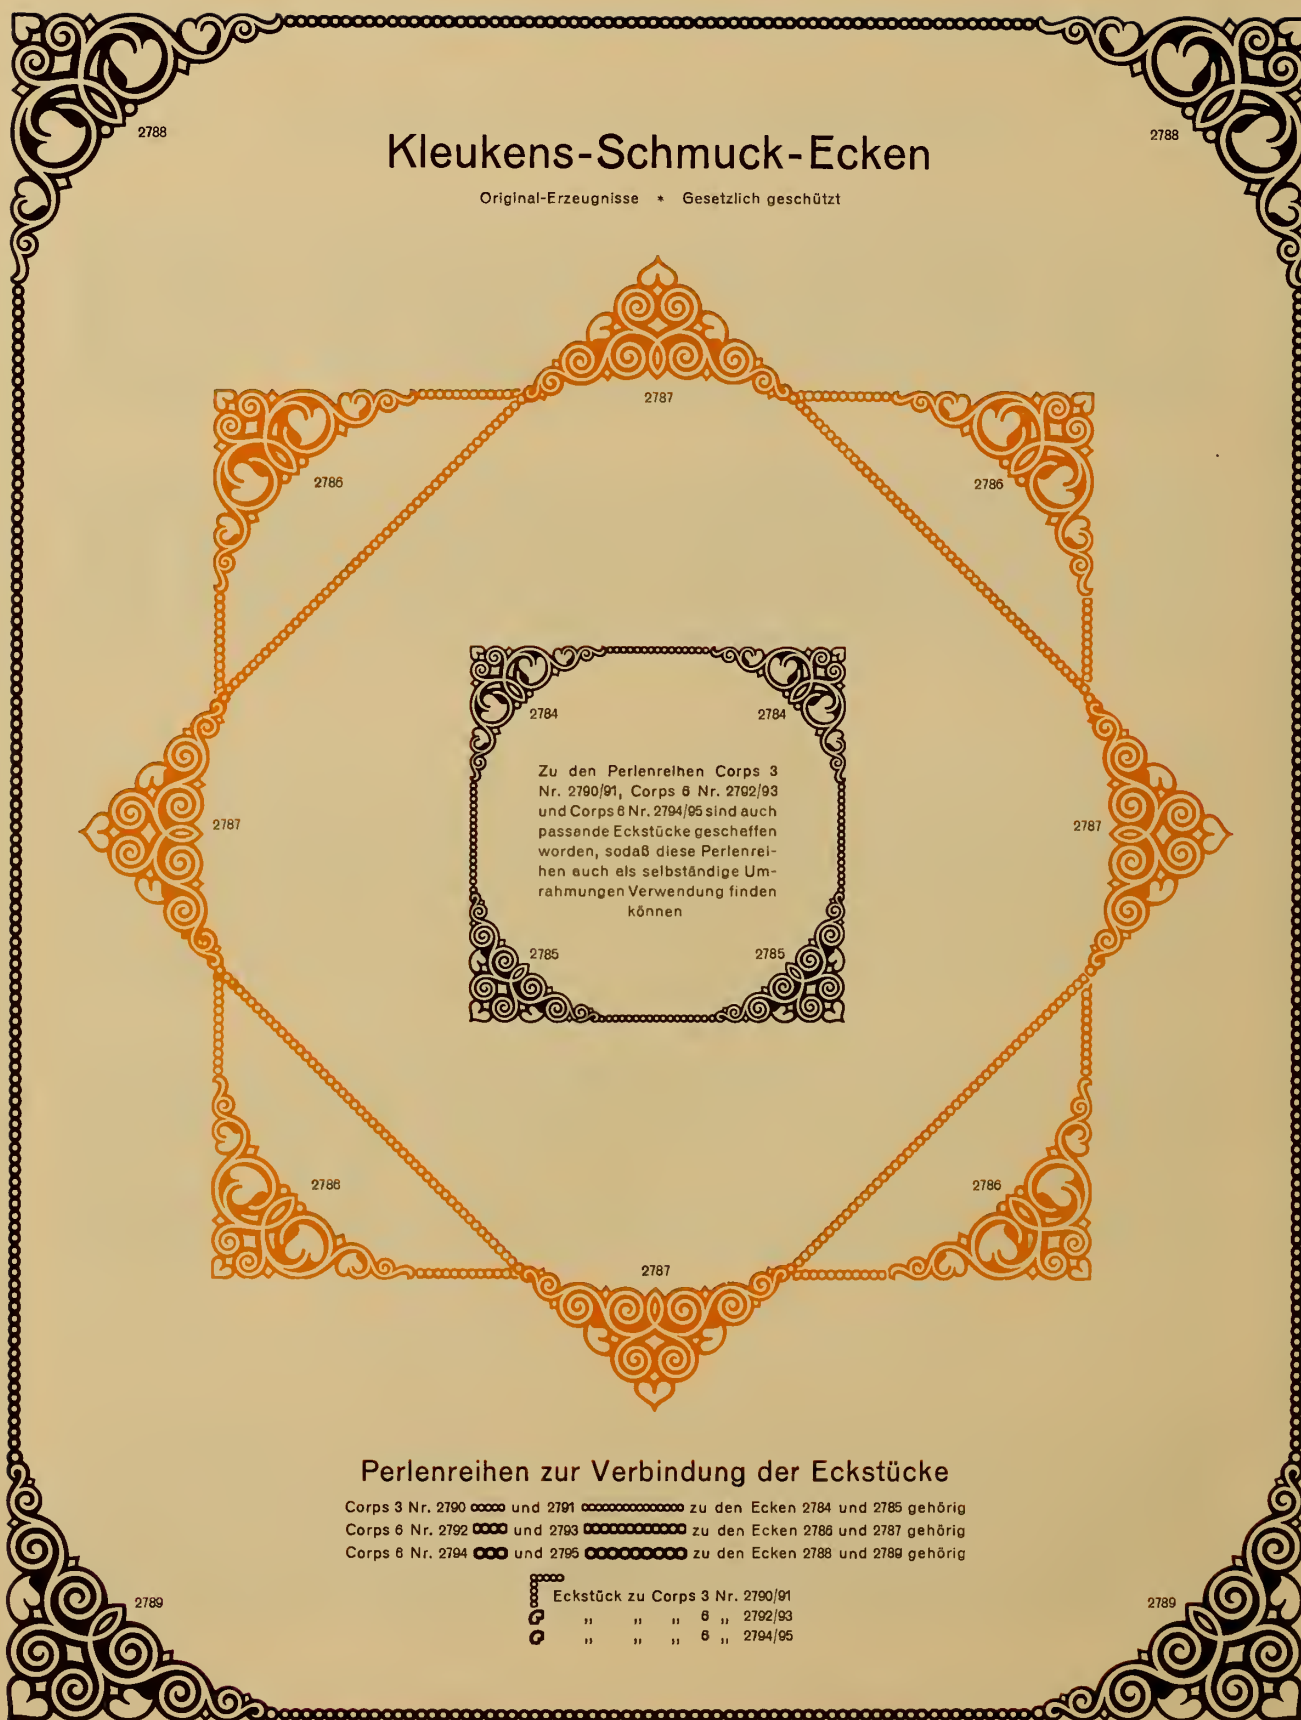 2788 2788
Kleukens-Schmuck-Ecken
Original-Erzeugnisse * Gesetzlich geschützt
2787
2786 2786
2784 2784
Zu den Perlenreihen Corps 3
Nr. 2790/91, Corps 6 Nr. 2792/93
und Corps 6 Nr. 2794/95 sind auch
passende Eckstücke geschaffen
worden, sodaß diese Perlenrei-
hen auch als selbständige Um-
rahmungen Verwendung finden
können
2787 2787
2785 2785
2786 2786
2787
Perlenreihen zur Verbindung der Eckstücke
Corps 3 Nr. 2790 und 2791 zu den Ecken 2784 und 2785 gehörig
Corps 6 Nr. 2792 und 2793 zu den Ecken 2786 und 2787 gehörig
Corps 6 Nr. 2794 und 2795 zu den Ecken 2788 und 2789 gehörig
Eckstück zu Corps 3 Nr. 2790/91
„ „ „ 6 „ 2792/93
„ „ „ 6 „ 2794/95
2789 2789